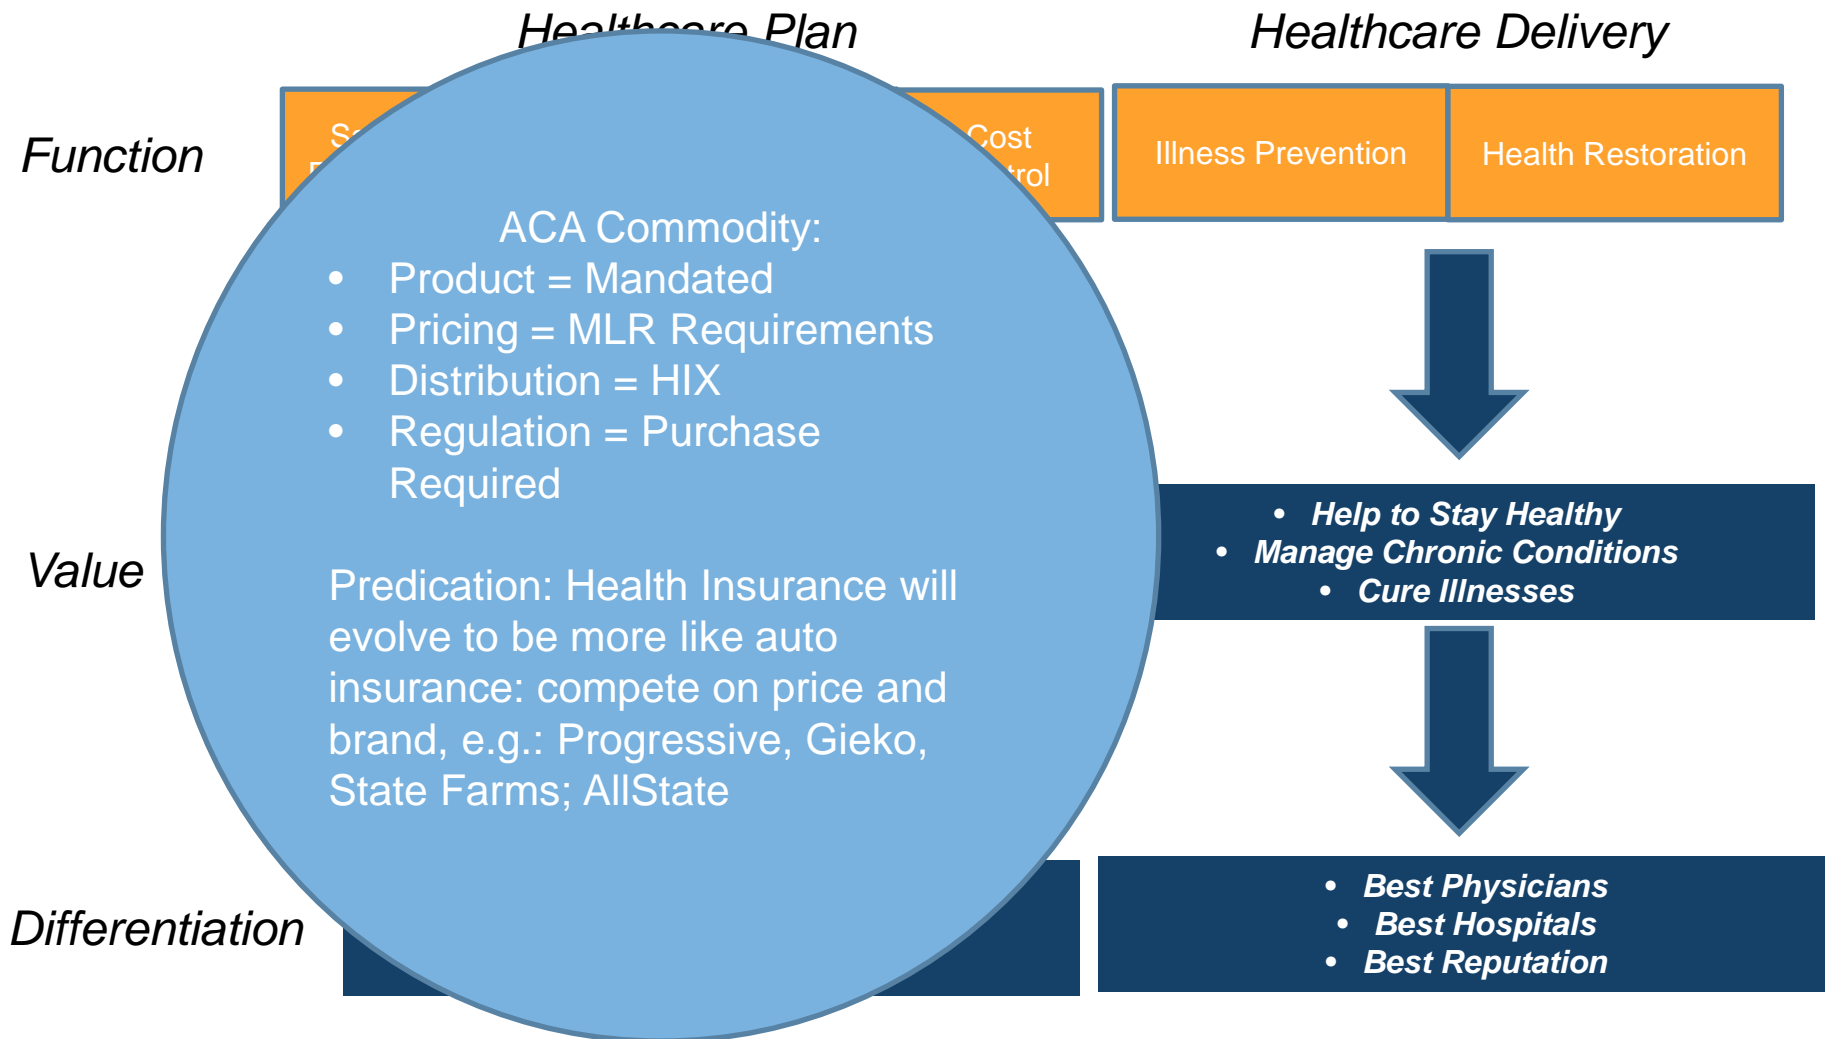 Healthcare Plan
Healthcare Delivery
Function
Cost
Illness Prevention
Health Restoration
ACA Commodity:
• Product = Mandated
• Pricing = MLR Requirements
• Distribution = HIX
• Regulation = Purchase
Required
Value
• Help to Stay Healthy
• Manage Chronic Conditions
• Cure Illnesses
Predication: Health Insurance will
evolve to be more like auto
insurance: compete on price and
brand, e.g.: Progressive, Gieko,
State Farms; AllState
Differentiation
• Best Physicians
• Best Hospitals
• Best Reputation